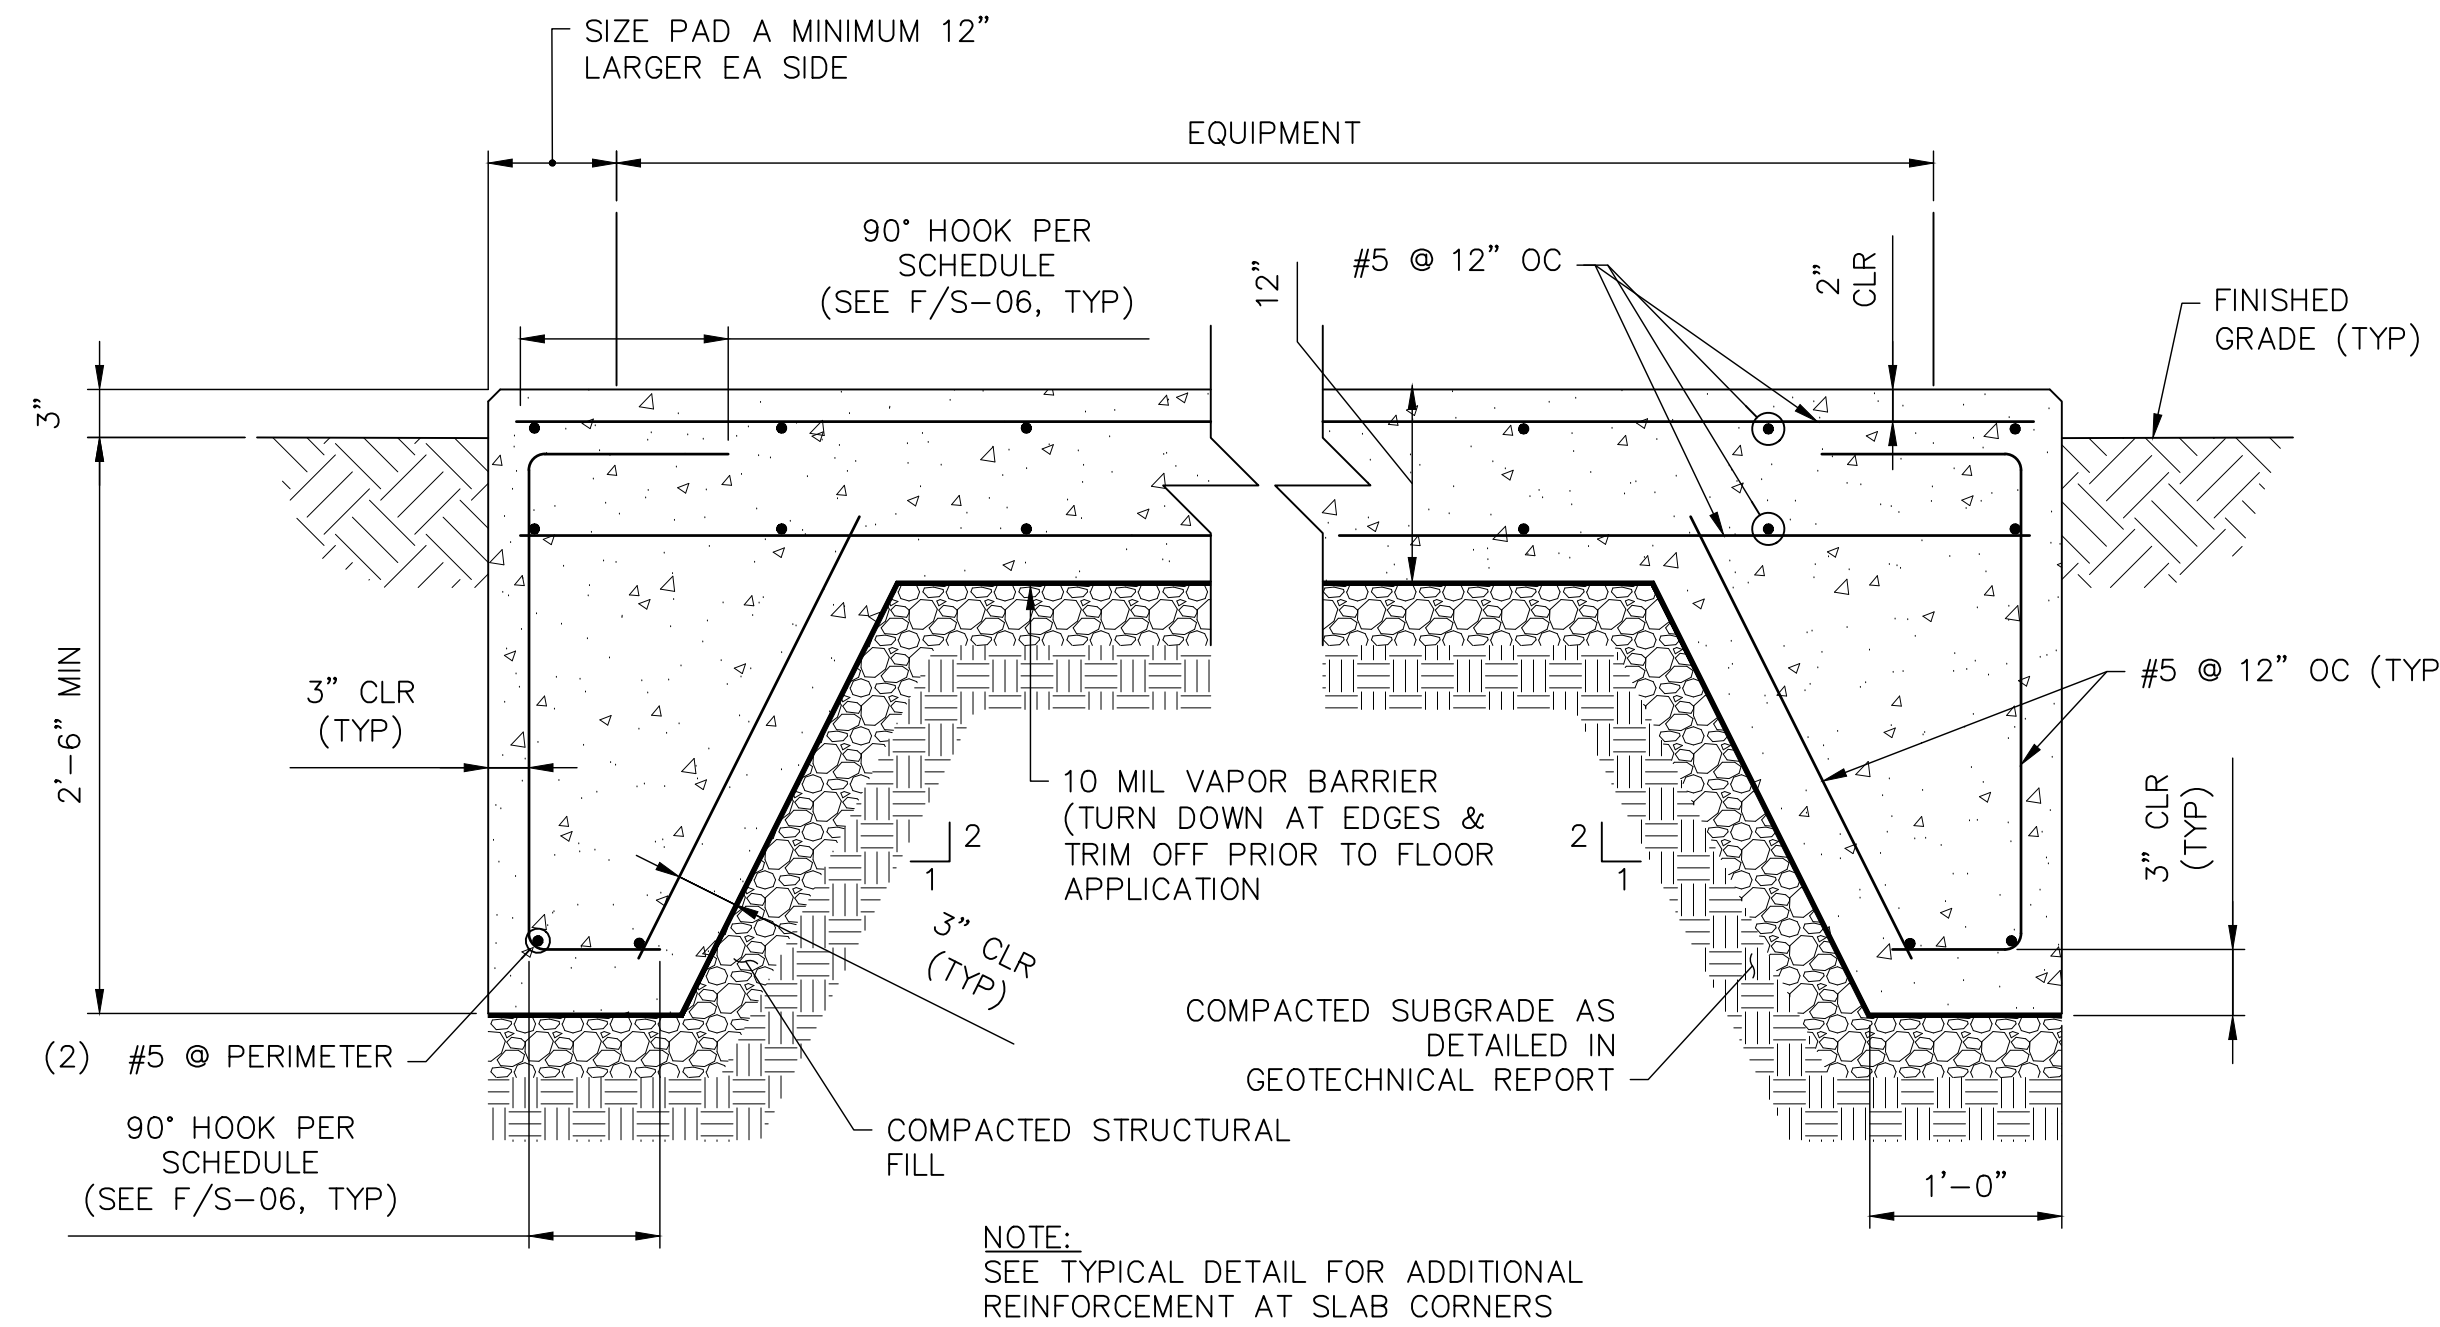 SIZE PAD A MINIMUM 12”
LARGER EA SIDE
EQUIPMENT
90° HOOK PER
SCHEDULE
(SEE F/S–06, TYP)
12”
#5 @ 12” OC
2”
CLR
FINISHED
GRADE (TYP)
3”
2’–6” MIN
3” CLR
(TYP)
#5 @ 12” OC (TYP
10 MIL VAPOR BARRIER
(TURN DOWN AT EDGES &
TRIM OFF PRIOR TO FLOOR
APPLICATION
2
1
2
1
3” CLR
(TYP)
3” CLR
(TYP)
COMPACTED SUBGRADE AS
DETAILED IN
GEOTECHNICAL REPORT
(2) #5 @ PERIMETER
90° HOOK PER
SCHEDULE
(SEE F/S–06, TYP)
COMPACTED STRUCTURAL
FILL
1’–0”
NOTE:
SEE TYPICAL DETAIL FOR ADDITIONAL
REINFORCEMENT AT SLAB CORNERS